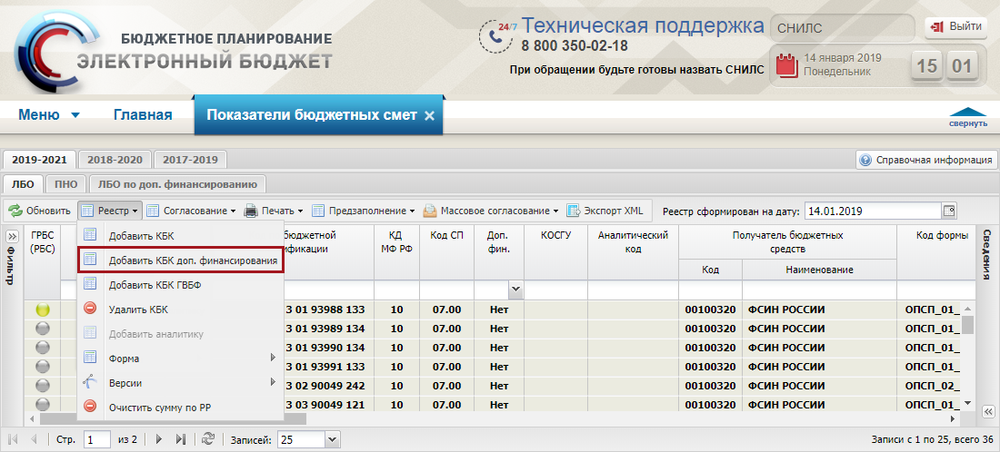 БЮДЖЕТНОЕ ПЛАНИРОВАНИЕ
ЭЛЕКТРОННЫЙ БЮДЖЕТ
24/7 Техническая поддержка
8 800 350-02-18
При обращении будьте готовы назвать СНИЛС
СНИЛС
Выйти
14 января 2019
Понедельник
15 01
Меню Главная Показатели бюджетных смет
свернуть
2019-2021 2018-2020 2017-2019
Справочная информация
ЛБО ПНО ЛБО по доп. финансированию
Обновить Реестр Согласование Печать Предзаполнение Массовое согласование Экспорт XML Реестр сформирован на дату: 14.01.2019
Фильтр
ГРБС (РБС)
Добавить КБК
Добавить КБК доп. финансирования
Добавить КБК ГВБФ
Удалить КБК
Добавить аналитику
Форма
Версии
Очистить сумму по РР
бюджетной
ификации
КД МФ РФ
Код СП
Доп. фин.
КОСГУ
Аналитический код
Получатель бюджетных средств
Код Наименование
Код формы
Сведения
3 01 93988 133 10 07.00 Нет 00100320 ФСИН РОССИИ ОПСП_01_
3 01 93989 134 10 07.00 Нет 00100320 ФСИН РОССИИ ОПСП_01_
3 01 93990 134 10 07.00 Нет 00100320 ФСИН РОССИИ ОПСП_01_
3 01 93991 133 10 07.00 Нет 00100320 ФСИН РОССИИ ОПСП_01_
3 02 90049 242 10 07.00 Нет 00100320 ФСИН РОССИИ ОПСП_02_
3 03 90049 121 10 07.00 Нет 00100320 ФСИН РОССИИ ОПСП_01_
Стр. 1 из 2 Записей: 25
Записи с 1 по 25, всего 36